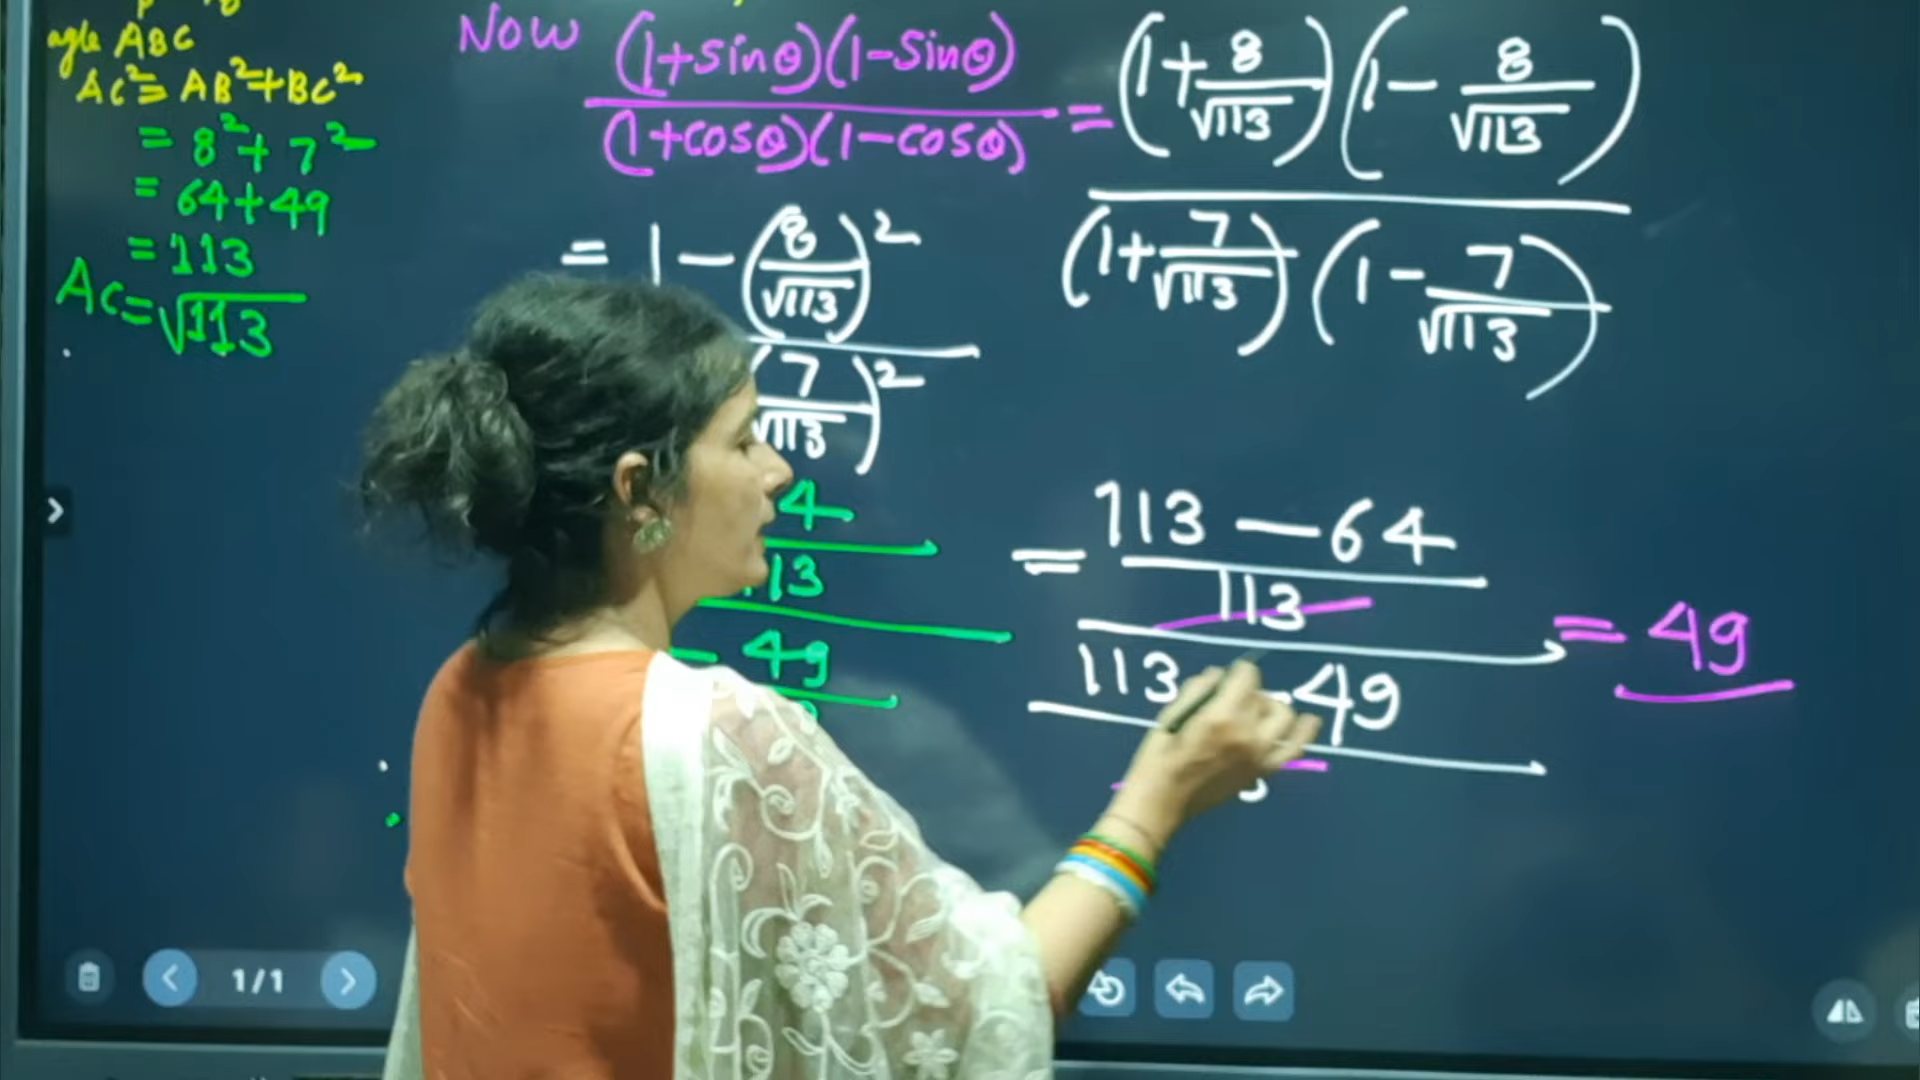 agle ABC
AC² = AB² + BC²
= 8² + 7²
= 64 + 49
= 113
AC = √113
Now (1+sinθ)(1-Sinθ)
(1+cosθ)(1-cosθ)
= (1+ 8/√113)(1- 8/√113)
(1+ 7/√113)(1- 7/√113)
= 1 - (8/√113)²
(7/√113)²
4
13
- 49
= 113 - 64
113
113 - 49
= 49
1/1